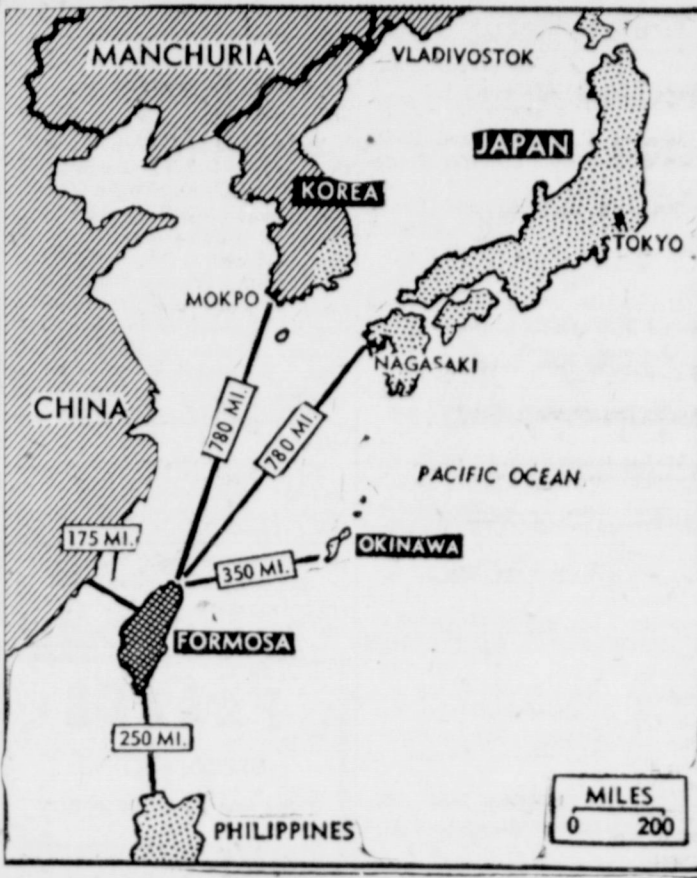 MANCHURIA
VLADIVOSTOK
JAPAN
KOREA
TOKYO
MOKPO
NAGASAKI
CHINA
780 MI.
780 MI.
PACIFIC OCEAN
175 MI.
OKINAWA
350 MI.
FORMOSA
250 MI.
MILES
0 200
PHILIPPINES